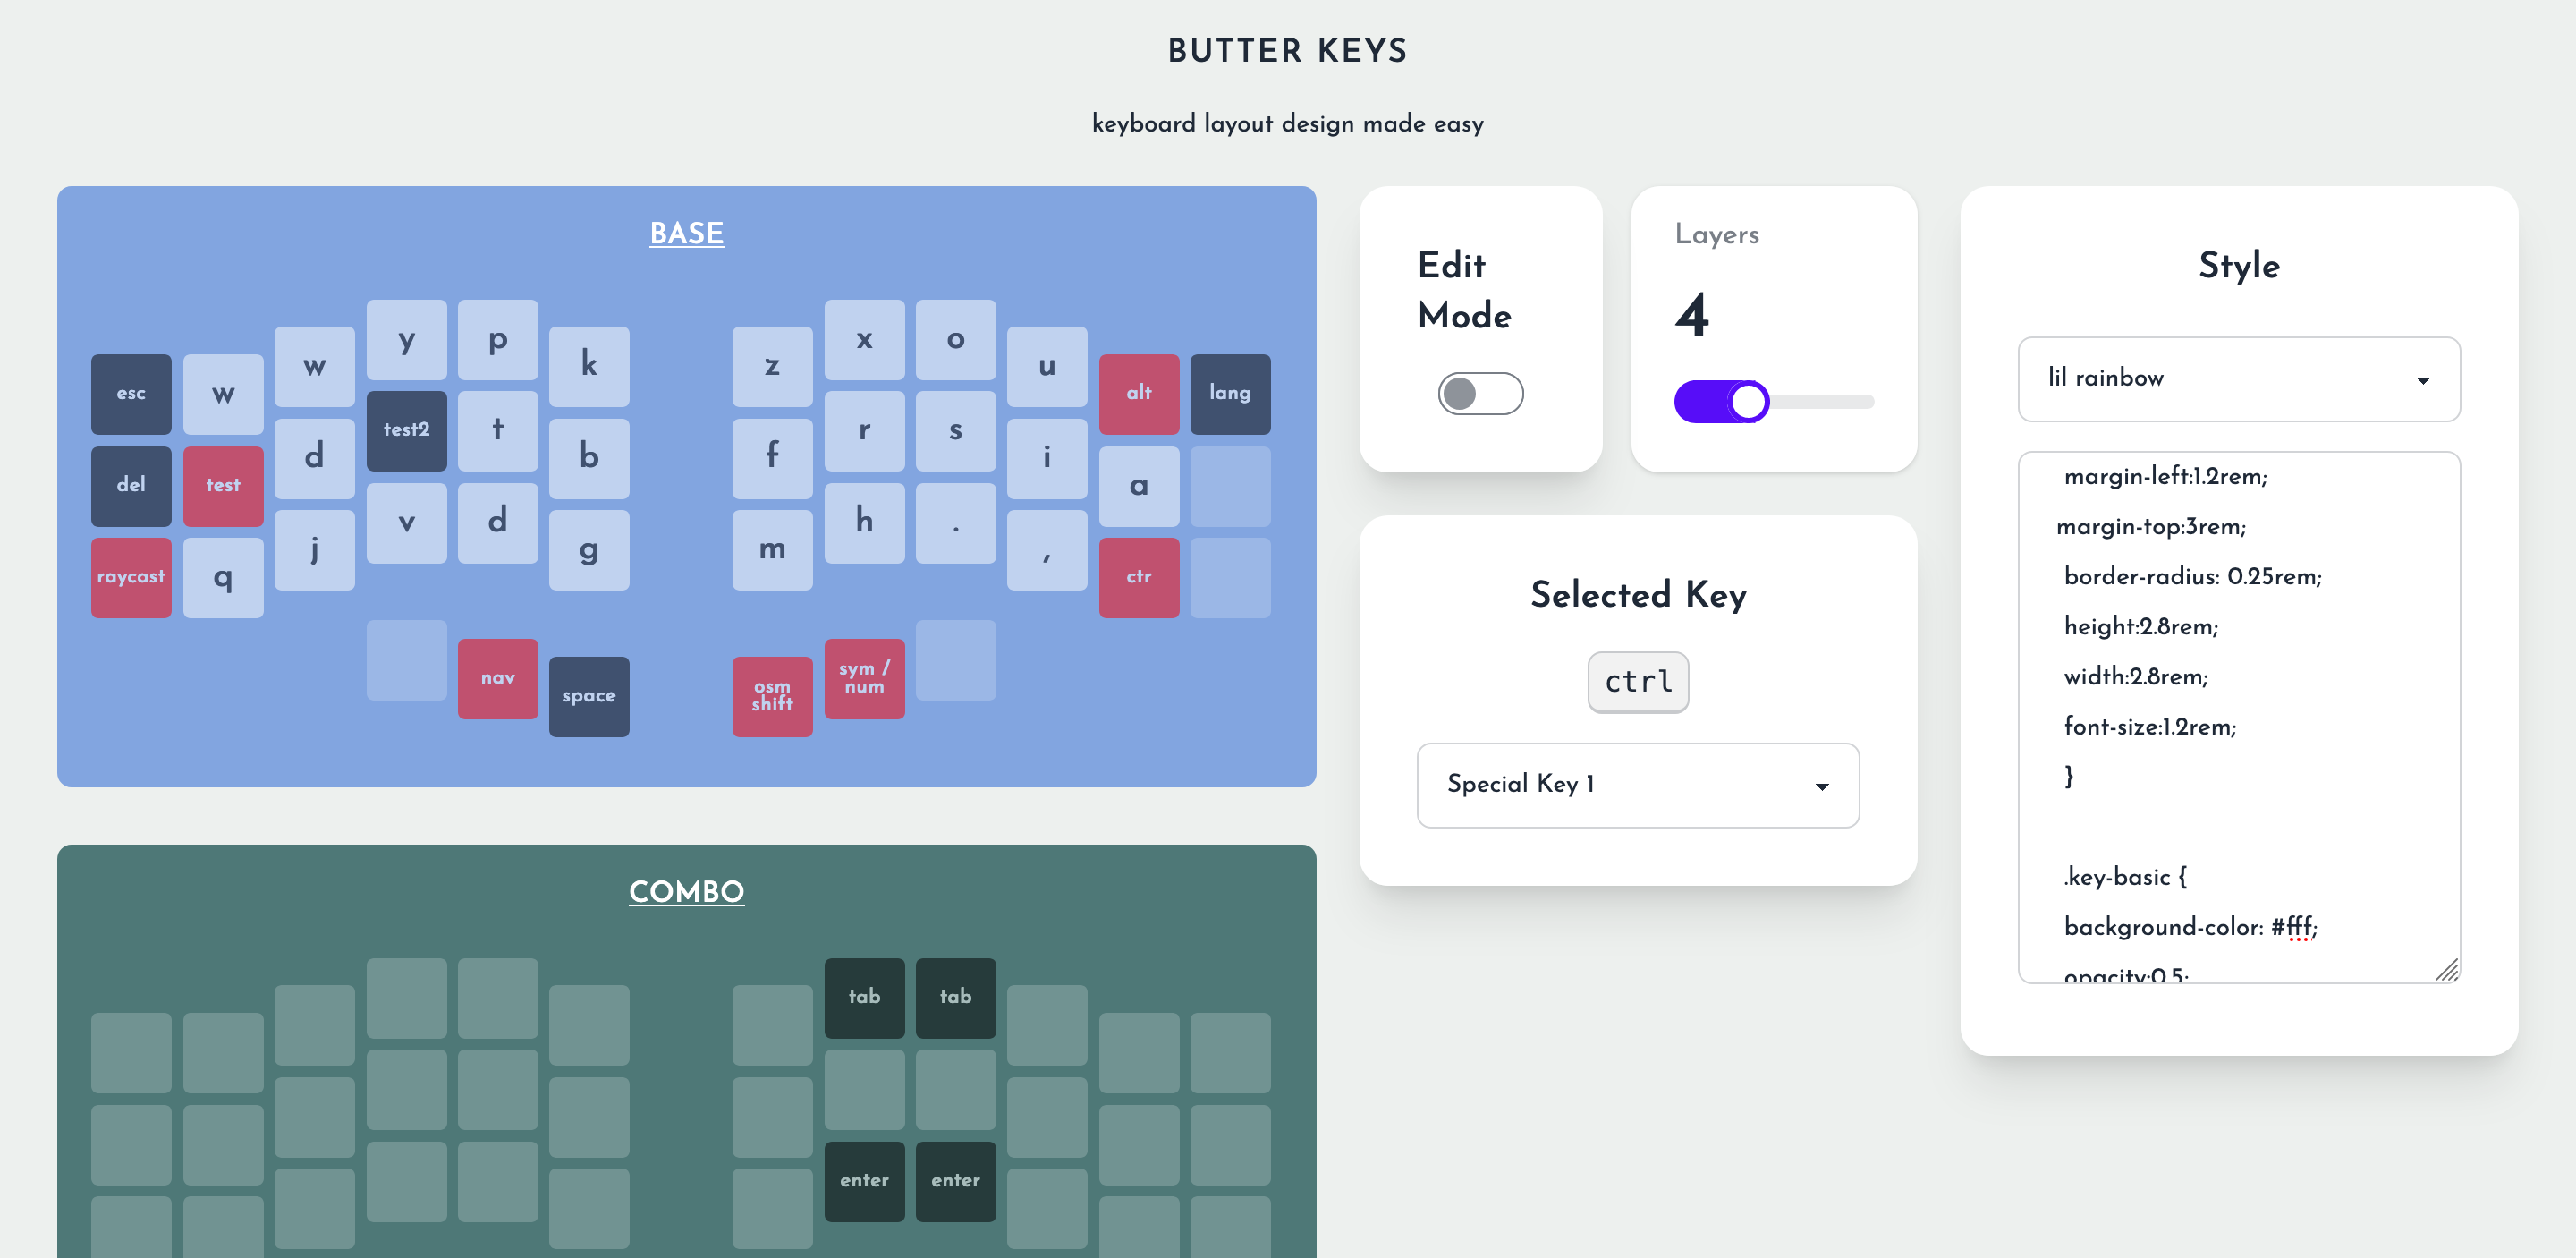 BUTTER KEYS
keyboard layout design made easy
BASE
y p x o
w k z u
esc w alt lang
test2 t r s
d b f i
del test a
v d h .
j g m ,
raycast q ctr
nav
space
osm
shift
sym /
num
COMBO
tab tab
enter enter
Edit
Mode
Layers
4
Selected Key
ctrl
Special Key 1
Style
lil rainbow
margin-left:1.2rem;
margin-top:3rem;
border-radius: 0.25rem;
height:2.8rem;
width:2.8rem;
font-size:1.2rem;
}
.key-basic {
background-color: #fff;
opacity:0.5;